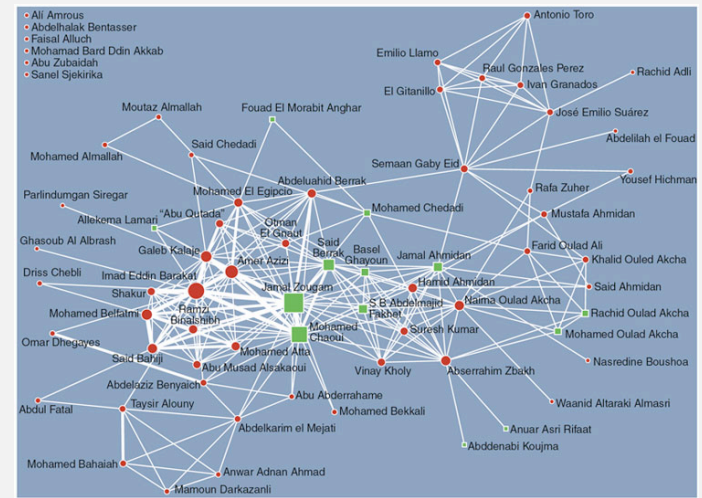 Alí Amrous
Abdelhalak Bentasser
Faisal Alluch
Mohamad Bard Ddin Akkab
Abu Zubaidah
Sanel Sjekirika
Antonio Toro
Emilio Llamo
Raul Gonzales Perez
Rachid Adli
Ivan Granados
El Gitanillo
José Emilio Suárez
Moutaz Almallah
Fouad El Morabit Anghar
Abdelilah el Fouad
Said Chedadi
Mohamed Almallah
Semaan Gaby Eid
Yousef Hichman
Abdeluahid Berrak
Mohamed El Egipcio
Rafa Zuher
Parlindumgan Siregar
Mohamed Chedadi
"Abu Qutada"
Mustafa Ahmidan
Allekema Lamari
Otman
El Gnaut
Ghasoub Al Albrash
Said
Berrak
Basel
Ghayoun
Farid Oulad Ali
Galeb Kalaje
Jamal Ahmidan
Khalid Ouled Akcha
Amer Azizi
Driss Chebli
Imad Eddin Barakat
Hamid Ahmidan
Said Ahmidan
Jamal Zougam
Shakur
S B Abdelmajid
Fakhet
Naima Oulad Akcha
Mohamed Belfatmi
Ramzi
Binalshibh
Rachid Oulad Akcha
Mohamed
Chaoui
Suresh Kumar
Mohamed Oulad Akcha
Omar Dhegayes
Said Bahiji
Mohamed Atta
Abu Musad Alsakaoui
Vinay Kholy
Abserrahim Zbakh
Nasredine Boushoa
Abdelaziz Benyaich
Abu Abderrahame
Abdul Fatal
Taysir Alouny
Mohamed Bekkali
Waanid Altaraki Almasri
Abdelkarim el Mejati
Anuar Asri Rifaat
Abddenabi Koujma
Mohamed Bahaiah
Anwar Adnan Ahmad
Mamoun Darkazanli